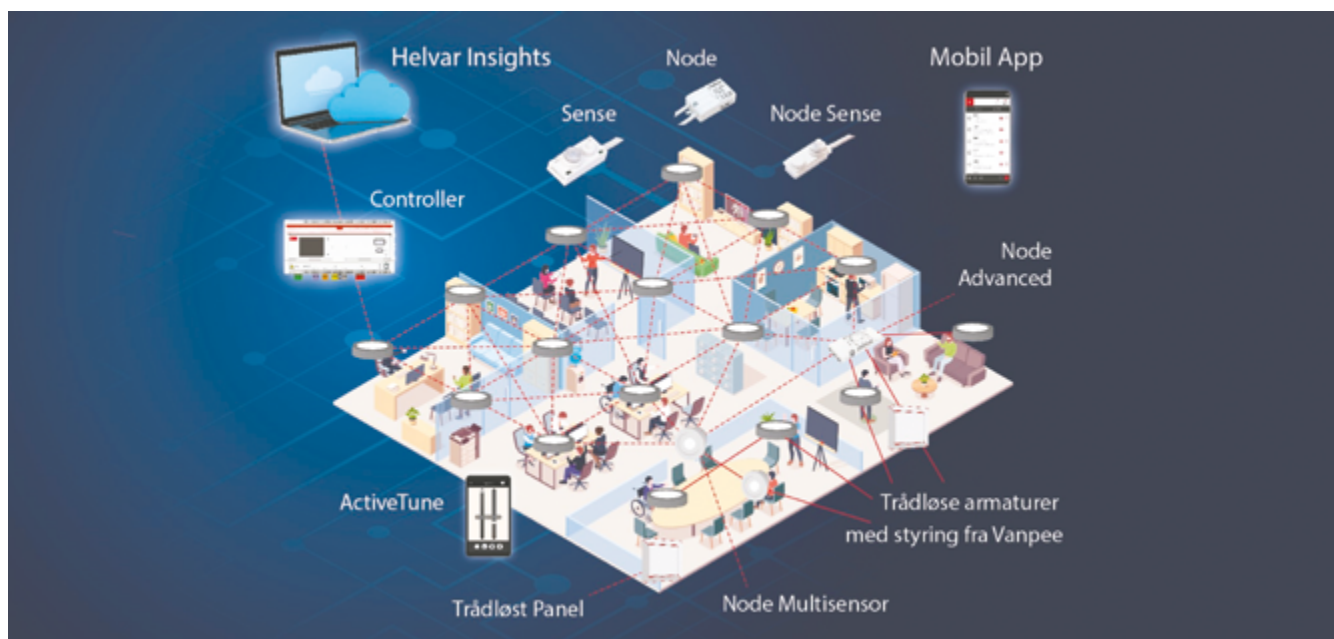 Helvar Insights
Node
Mobil App
Sense
Node Sense
Controller
Node
Advanced
ActiveTune
Trådløse armaturer
med styring fra Vanpee
Trådløst Panel
Node Multisensor